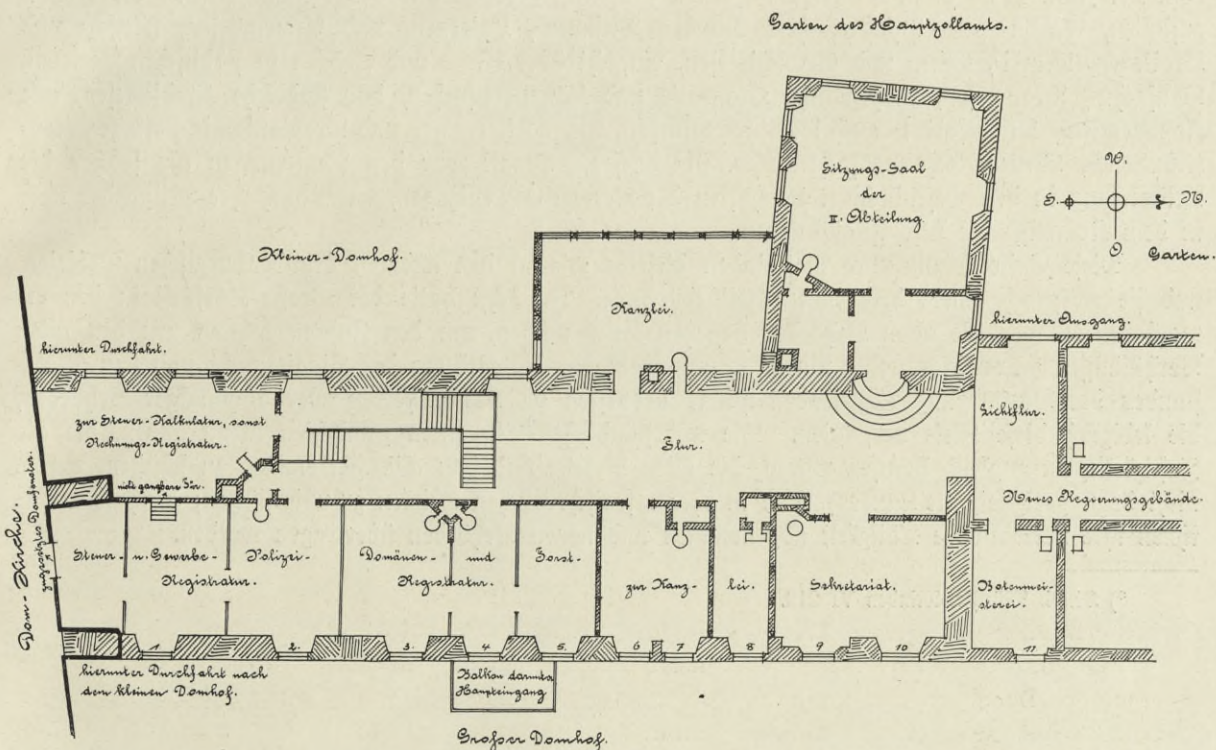 Garten des Hauptzollamts.
Sitzungs-Saal
der
II. Abteilung
W.
S.
N.
O
Garten.
Kleiner-Domhof.
Kanzlei.
hierunter Durchfahrt.
hierunter Ausgang.
zur Steuer-Kalkulatur, sonst
Rechnungs-Registratur.
Lichtflur.
Flur.
nicht gangbare Tür.
Neues Regierungsgebäude.
Dom-Kirche.
zugesetztes Domfenster.
Steuer- u. Gewerbe-
Registratur.
Polizei-
Domänen- und
Registratur.
Forst-
zur Kanz-
lei.
Sekretariat.
Botenmei-
sterei.
1 2. 3. 4 5. 6 7 8 9 10 11
hierunter Durchfahrt nach
dem kleinen Domhof.
Balkon darunter
Haupteingang
Großer Domhof.